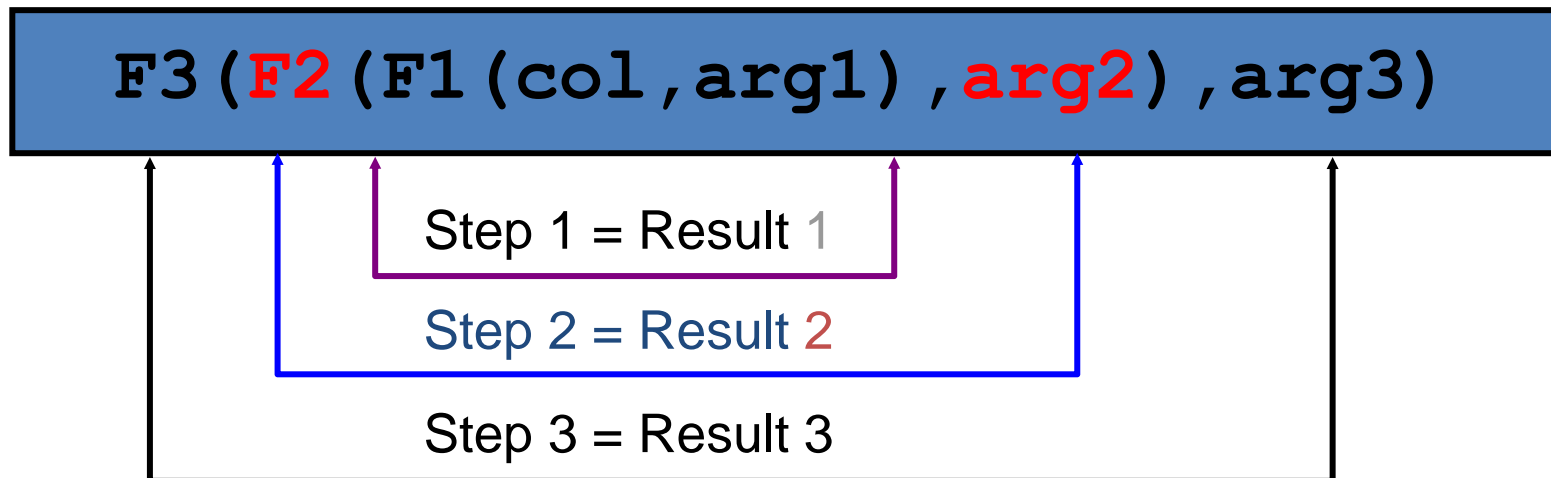 F3(F2(F1(col,arg1),arg2),arg3)
Step 1 = Result 1
Step 2 = Result 2
Step 3 = Result 3